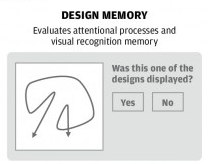 DESIGN MEMORY
Evaluates attentional processes and
visual recognition memory
Was this one of the
designs displayed?
Yes
No